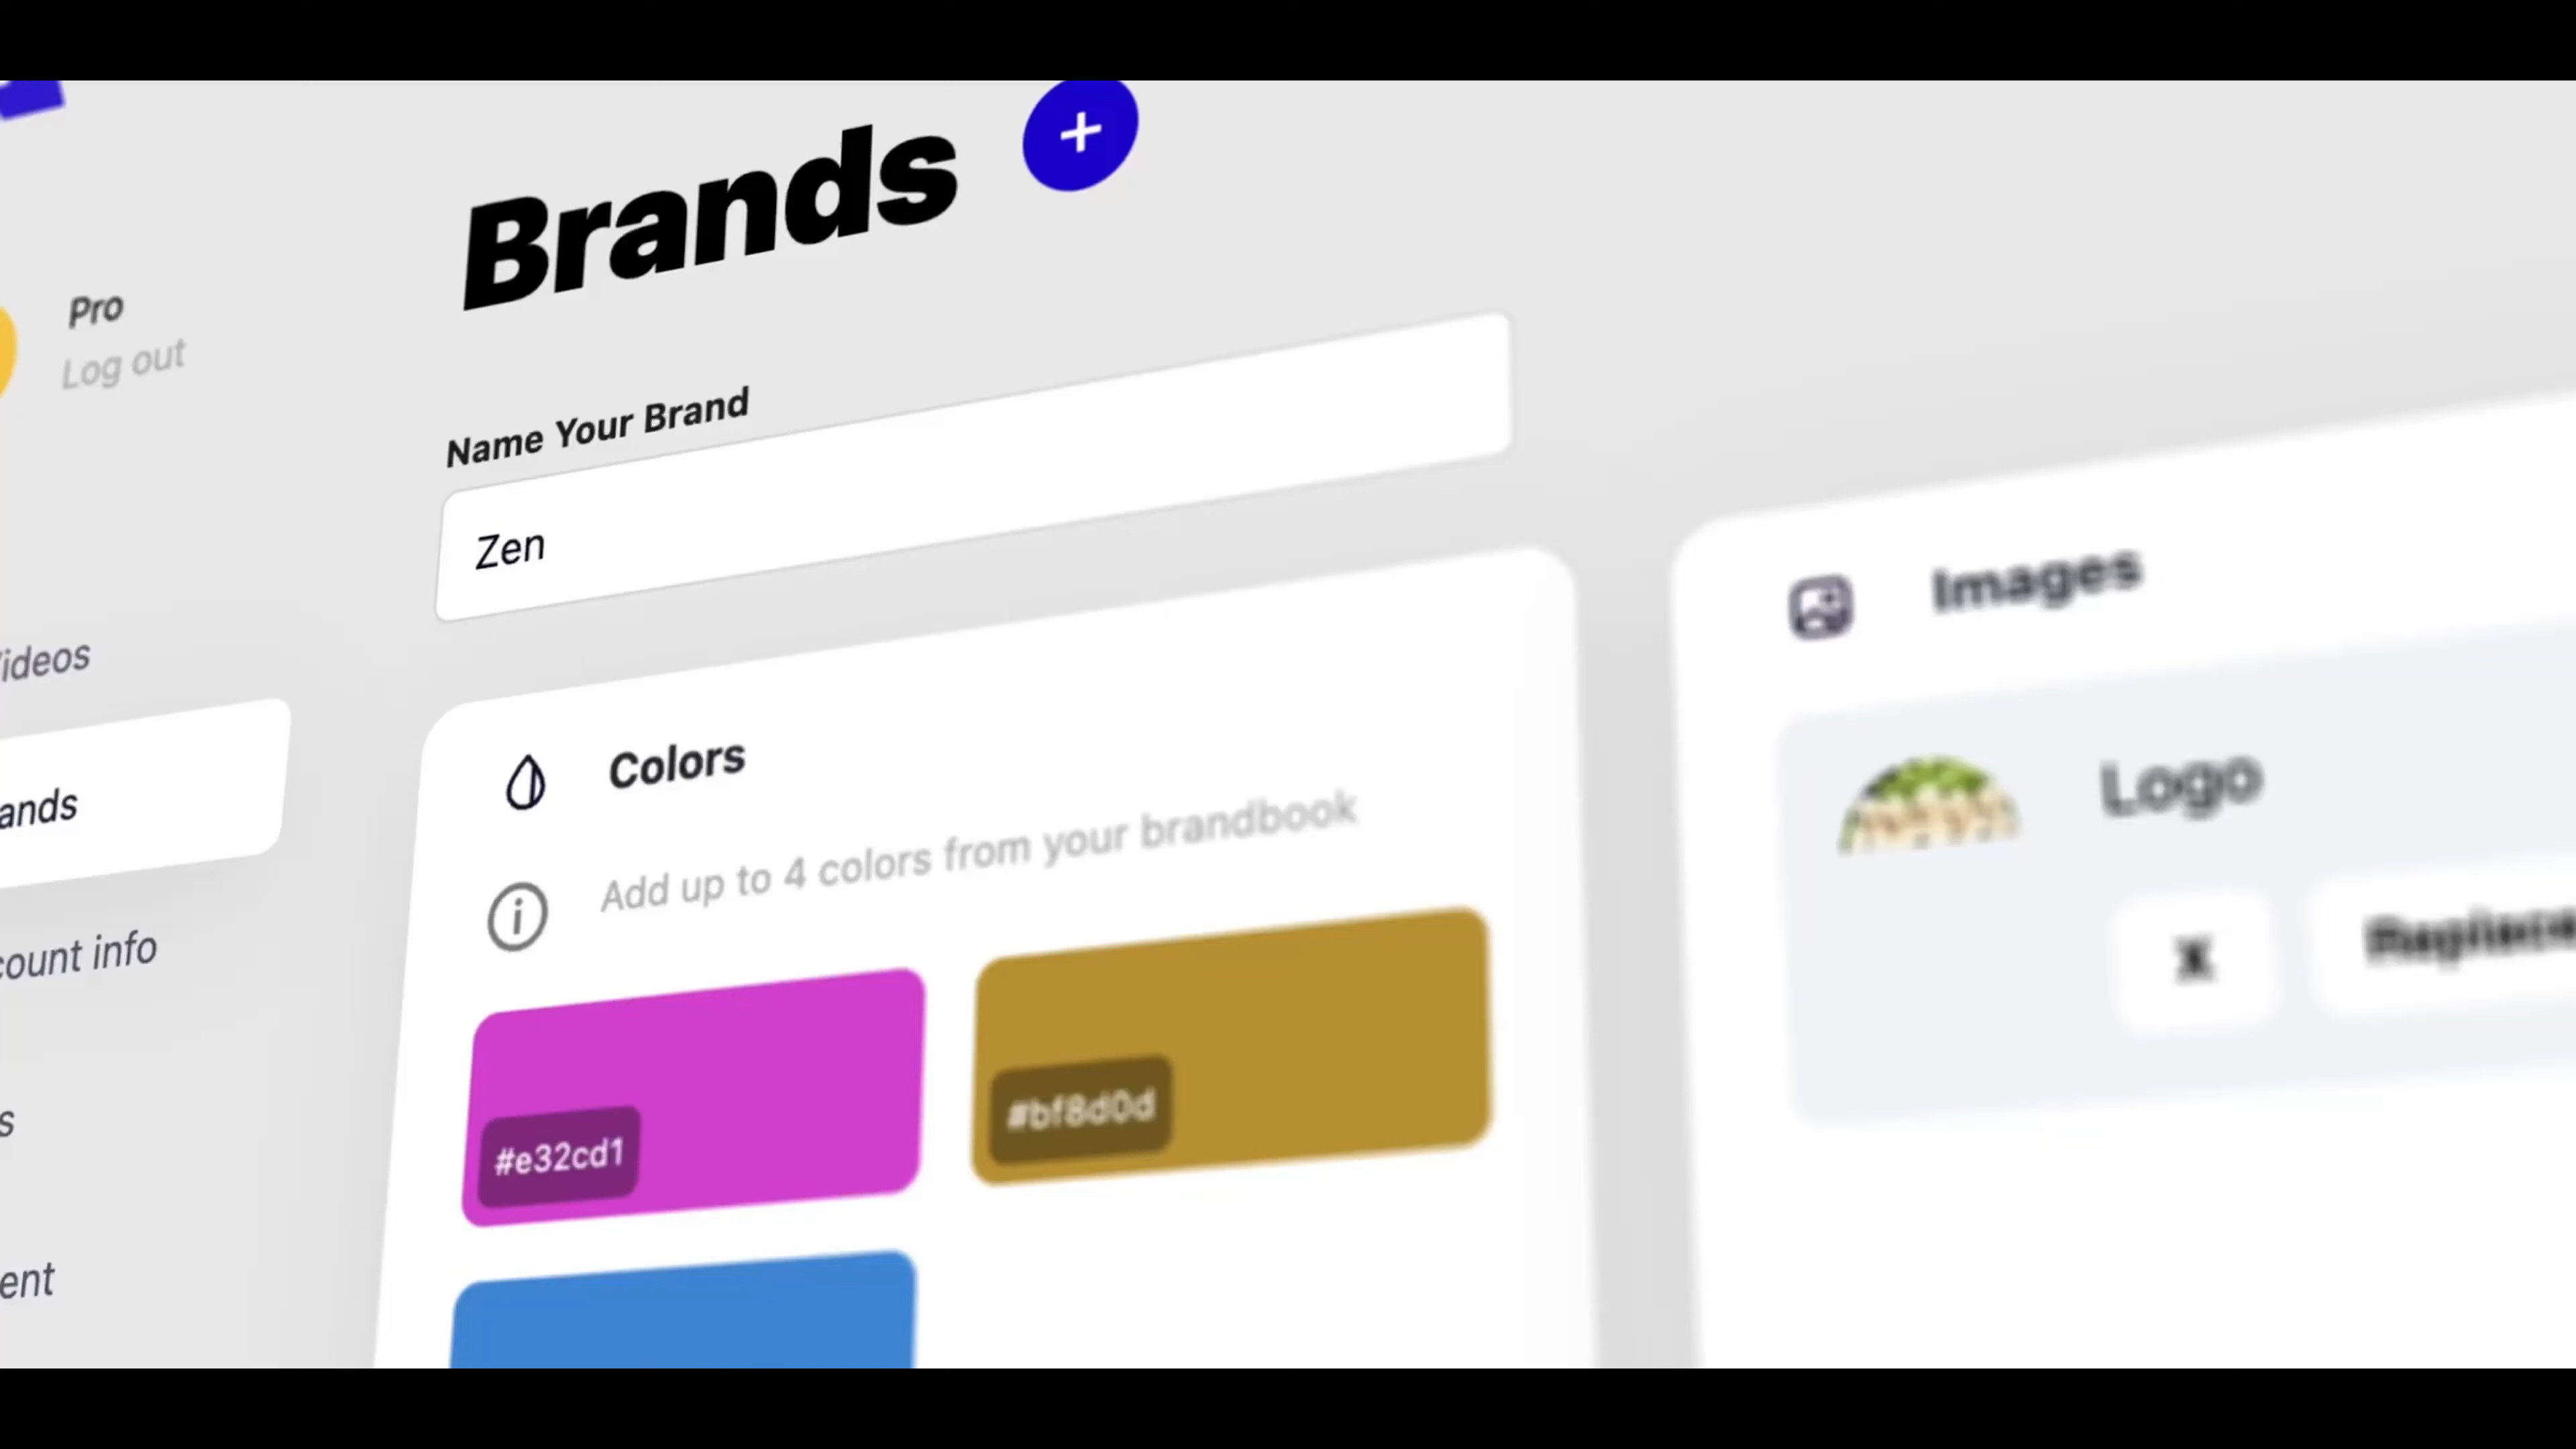 Brands
+
Pro
Log out
Name Your Brand
Zen
ideos
ands
count info
s
ent
Colors
Add up to 4 colors from your brandbook
#e32cd1
#bf8d0d
Images
Logo
X
Replace